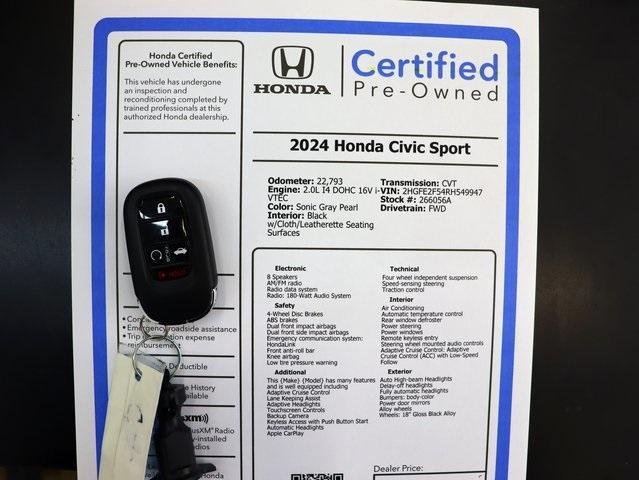 Honda Certified
Pre-Owned Vehicle Benefits:
This vehicle has undergone
an inspection and
reconditioning completed by
trained professionals at this
authorized Honda dealership.
Emergency roadside assistance
expense
reimbursement
Deductible
History
Radio
Honda
HONDA
Certified
Pre-Owned
2024 Honda Civic Sport
Odometer: 22,793
Engine: 2.0L I4 DOHC 16V i-
VTEC
Color: Sonic Gray Pearl
Interior: Black
w/Cloth/Leatherette Seating
Surfaces
Transmission: CVT
VIN: 2HGFE2F54RH549947
Stock #: 266056A
Drivetrain: FWD
Electronic
8 Speakers
AM/FM radio
Radio data system
Radio: 180-Watt Audio System
Safety
4-Wheel Disc Brakes
ABS brakes
Dual front impact airbags
Dual front side impact airbags
Emergency communication system:
HondaLink
Front anti-roll bar
Knee airbag
Low tire pressure warning
Additional
This {Make} {Model} has many features
and is well equipped including
Adaptive Cruise Control
Lane Keeping Assist
Adaptive Headlights
Touchscreen Controls
Backup Camera
Keyless Access with Push Button Start
Automatic Headlights
Apple CarPlay
Technical
Four wheel independent suspension
Speed-sensing steering
Traction control
Interior
Air Conditioning
Automatic temperature control
Rear window defroster
Power steering
Power windows
Remote keyless entry
Steering wheel mounted audio controls
Adaptive Cruise Control: Adaptive
Cruise Control (ACC) with Low-Speed
Follow
Exterior
Auto High-beam Headlights
Delay-off headlights
Fully automatic headlights
Bumpers: body-color
Power door mirrors
Alloy wheels
Wheels: 18" Gloss Black Alloy
Dealer Price: